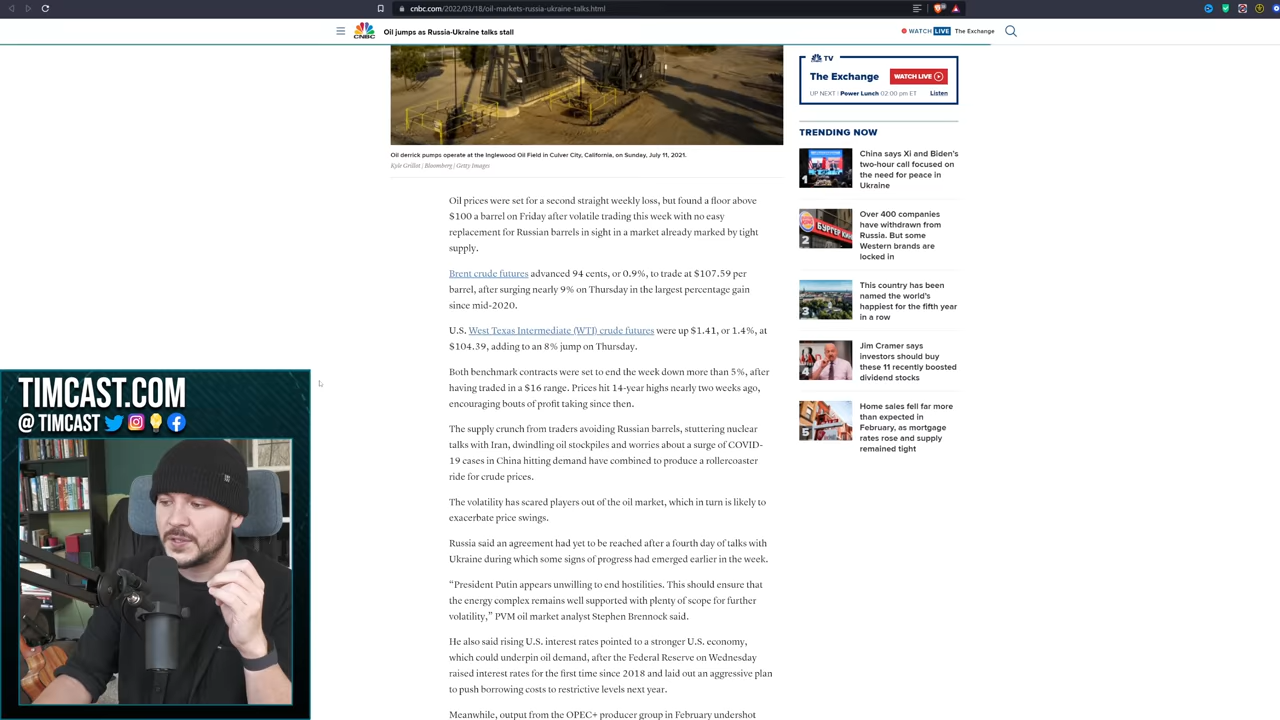 cnbc.com/2022/03/18/oil-markets-russia-ukraine-talks.html
CNBC
Oil jumps as Russia-Ukraine talks stall
WATCH LIVE
The Exchange
Oil derrick pumps operate at the Inglewood Oil Field in Culver City, California, on Sunday, July 11, 2021.
Kyle Grillot | Bloomberg | Getty Images
Oil prices were set for a second straight weekly loss, but found a floor above
$100 a barrel on Friday after volatile trading this week with no easy
replacement for Russian barrels in sight in a market already marked by tight
supply.
Brent crude futures advanced 94 cents, or 0.9%, to trade at $107.59 per
barrel, after surging nearly 9% on Thursday in the largest percentage gain
since mid-2020.
U.S. West Texas Intermediate (WTI) crude futures were up $1.41, or 1.4%, at
$104.39, adding to an 8% jump on Thursday.
Both benchmark contracts were set to end the week down more than 5%, after
having traded in a $16 range. Prices hit 14-year highs nearly two weeks ago,
encouraging bouts of profit taking since then.
The supply crunch from traders avoiding Russian barrels, stuttering nuclear
talks with Iran, dwindling oil stockpiles and worries about a surge of COVID-
19 cases in China hitting demand have combined to produce a rollercoaster
ride for crude prices.
The volatility has scared players out of the oil market, which in turn is likely to
exacerbate price swings.
Russia said an agreement had yet to be reached after a fourth day of talks with
Ukraine during which some signs of progress had emerged earlier in the week.
“President Putin appears unwilling to end hostilities. This should ensure that
the energy complex remains well supported with plenty of scope for further
volatility,” PVM oil market analyst Stephen Brennock said.
He also said rising U.S. interest rates pointed to a stronger U.S. economy,
which could underpin oil demand, after the Federal Reserve on Wednesday
raised interest rates for the first time since 2018 and laid out an aggressive plan
to push borrowing costs to restrictive levels next year.
Meanwhile, output from the OPEC+ producer group in February undershot
TV
The Exchange
WATCH LIVE
UP NEXT | Power Lunch 02:00 pm ET
Listen
TRENDING NOW
1
China says Xi and Biden’s
two-hour call focused on
the need for peace in
Ukraine
БУРГЕР КИНГ
2
Over 400 companies
have withdrawn from
Russia. But some
Western brands are
locked in
3
This country has been
named the world’s
happiest for the fifth year
in a row
4
Jim Cramer says
investors should buy
these 11 recently boosted
dividend stocks
5
Home sales fell far more
than expected in
February, as mortgage
rates rose and supply
remained tight
TIMCAST.COM
@ TIMCAST